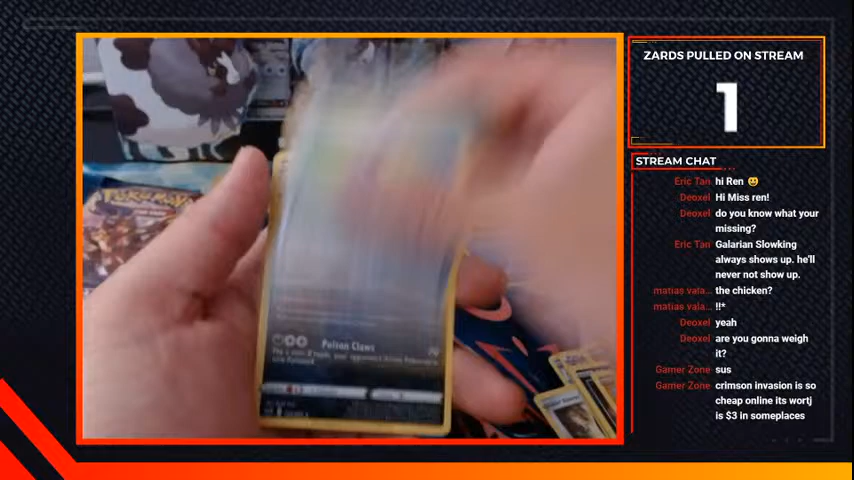 ZARDS PULLED ON STREAM
1
STREAM CHAT
Eric Tan hi Ren 😀
Deoxel Hi Miss ren!
Deoxel do you know what your
missing?
Eric Tan Galarian Slowking
always shows up. he'll
never not show up.
matias vala... the chicken?
matias vala... !!*
Deoxel yeah
Deoxel are you gonna weigh
it?
Gamer Zone sus
Gamer Zone crimson invasion is so
cheap online its wortj
is $3 in someplaces
POKÉMON
Poison Claws 70